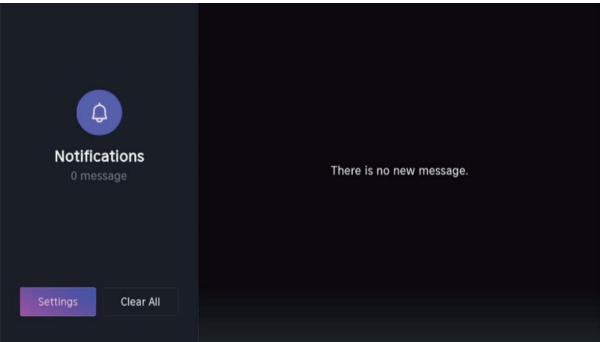 Notifications
0 message
There is no new message.
Settings
Clear All